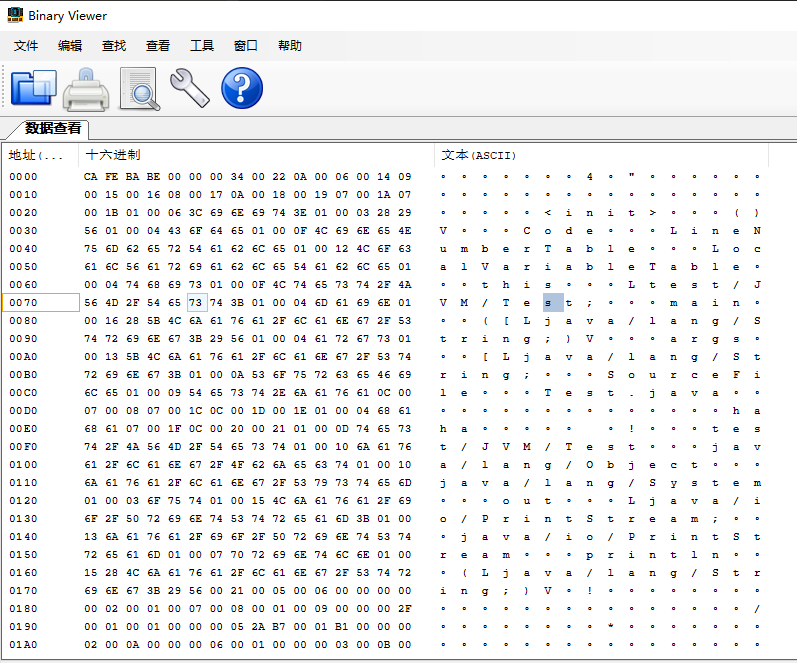 Binary Viewer
文件 编辑 查找 查看 工具 窗口 帮助
数据查看
地址(... 十六进制 文本(ASCII)
0000 CA FE BA BE 00 00 00 34 00 22 0A 00 06 00 14 09 ° ° ° ° ° ° ° 4 ° " ° ° ° ° ° °
0010 00 15 00 16 08 00 17 0A 00 18 00 19 07 00 1A 07 ° ° ° ° ° ° ° ° ° ° ° ° ° ° ° °
0020 00 1B 01 00 06 3C 69 6E 69 74 3E 01 00 03 28 29 ° ° ° ° ° < i n i t > ° ° ° ( )
0030 56 01 00 04 43 6F 64 65 01 00 0F 4C 69 6E 65 4E V ° ° ° C o d e ° ° ° L i n e N
0040 75 6D 62 65 72 54 61 62 6C 65 01 00 12 4C 6F 63 u m b e r T a b l e ° ° ° L o c
0050 61 6C 56 61 72 69 61 62 6C 65 54 61 62 6C 65 01 a l V a r i a b l e T a b l e °
0060 00 04 74 68 69 73 01 00 0F 4C 74 65 73 74 2F 4A ° ° t h i s ° ° ° L t e s t / J
0070 56 4D 2F 54 65 73 74 3B 01 00 04 6D 61 69 6E 01 V M / T e s t ; ° ° ° m a i n °
0080 00 16 28 5B 4C 6A 61 76 61 2F 6C 61 6E 67 2F 53 ° ° ( [ L j a v a / l a n g / S
0090 74 72 69 6E 67 3B 29 56 01 00 04 61 72 67 73 01 t r i n g ; ) V ° ° ° a r g s °
00A0 00 13 5B 4C 6A 61 76 61 2F 6C 61 6E 67 2F 53 74 ° ° [ L j a v a / l a n g / S t
00B0 72 69 6E 67 3B 01 00 0A 53 6F 75 72 63 65 46 69 r i n g ; ° ° ° S o u r c e F i
00C0 6C 65 01 00 09 54 65 73 74 2E 6A 61 76 61 0C 00 l e ° ° ° T e s t . j a v a ° °
00D0 07 00 08 07 00 1C 0C 00 1D 00 1E 01 00 04 68 61 ° ° ° ° ° ° ° ° ° ° ° ° ° ° h a
00E0 68 61 07 00 1F 0C 00 20 00 21 01 00 0D 74 65 73 h a ° ° ° ° °   ° ! ° ° ° t e s
00F0 74 2F 4A 56 4D 2F 54 65 73 74 01 00 10 6A 61 76 t / J V M / T e s t ° ° ° j a v
0100 61 2F 6C 61 6E 67 2F 4F 62 6A 65 63 74 01 00 10 a / l a n g / O b j e c t ° ° °
0110 6A 61 76 61 2F 6C 61 6E 67 2F 53 79 73 74 65 6D j a v a / l a n g / S y s t e m
0120 01 00 03 6F 75 74 01 00 15 4C 6A 61 76 61 2F 69 ° ° ° o u t ° ° ° L j a v a / i
0130 6F 2F 50 72 69 6E 74 53 74 72 65 61 6D 3B 01 00 o / P r i n t S t r e a m ; ° °
0140 13 6A 61 76 61 2F 69 6F 2F 50 72 69 6E 74 53 74 ° j a v a / i o / P r i n t S t
0150 72 65 61 6D 01 00 07 70 72 69 6E 74 6C 6E 01 00 r e a m ° ° ° p r i n t l n ° °
0160 15 28 4C 6A 61 76 61 2F 6C 61 6E 67 2F 53 74 72 ° ( L j a v a / l a n g / S t r
0170 69 6E 67 3B 29 56 00 21 00 05 00 06 00 00 00 00 i n g ; ) V ° ! ° ° ° ° ° ° ° °
0180 00 02 00 01 00 07 00 08 00 01 00 09 00 00 00 2F ° ° ° ° ° ° ° ° ° ° ° ° ° ° ° /
0190 00 01 00 01 00 00 00 05 2A B7 00 01 B1 00 00 00 ° ° ° ° ° ° ° ° * ° ° ° ° ° ° °
01A0 02 00 0A 00 00 00 06 00 01 00 00 00 03 00 0B 00 ° ° ° ° ° ° ° ° ° ° ° ° ° ° ° °